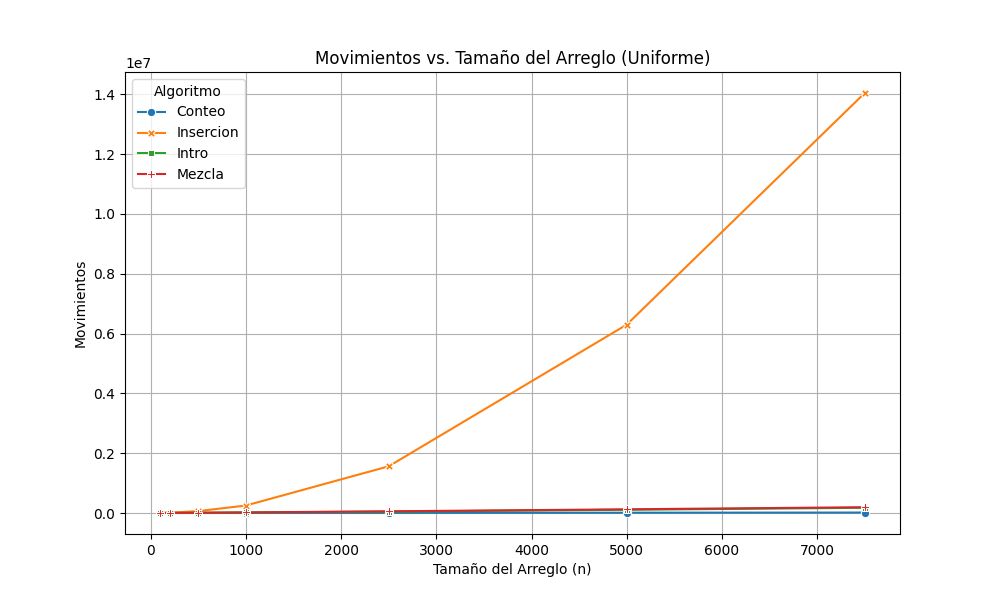 Movimientos vs. Tamaño del Arreglo (Uniforme)
1e7
Algoritmo
Conteo
Insercion
Intro
Mezcla
1.4
1.2
1.0
0.8
0.6
0.4
0.2
0.0
Movimientos
0 1000 2000 3000 4000 5000 6000 7000
Tamaño del Arreglo (n)